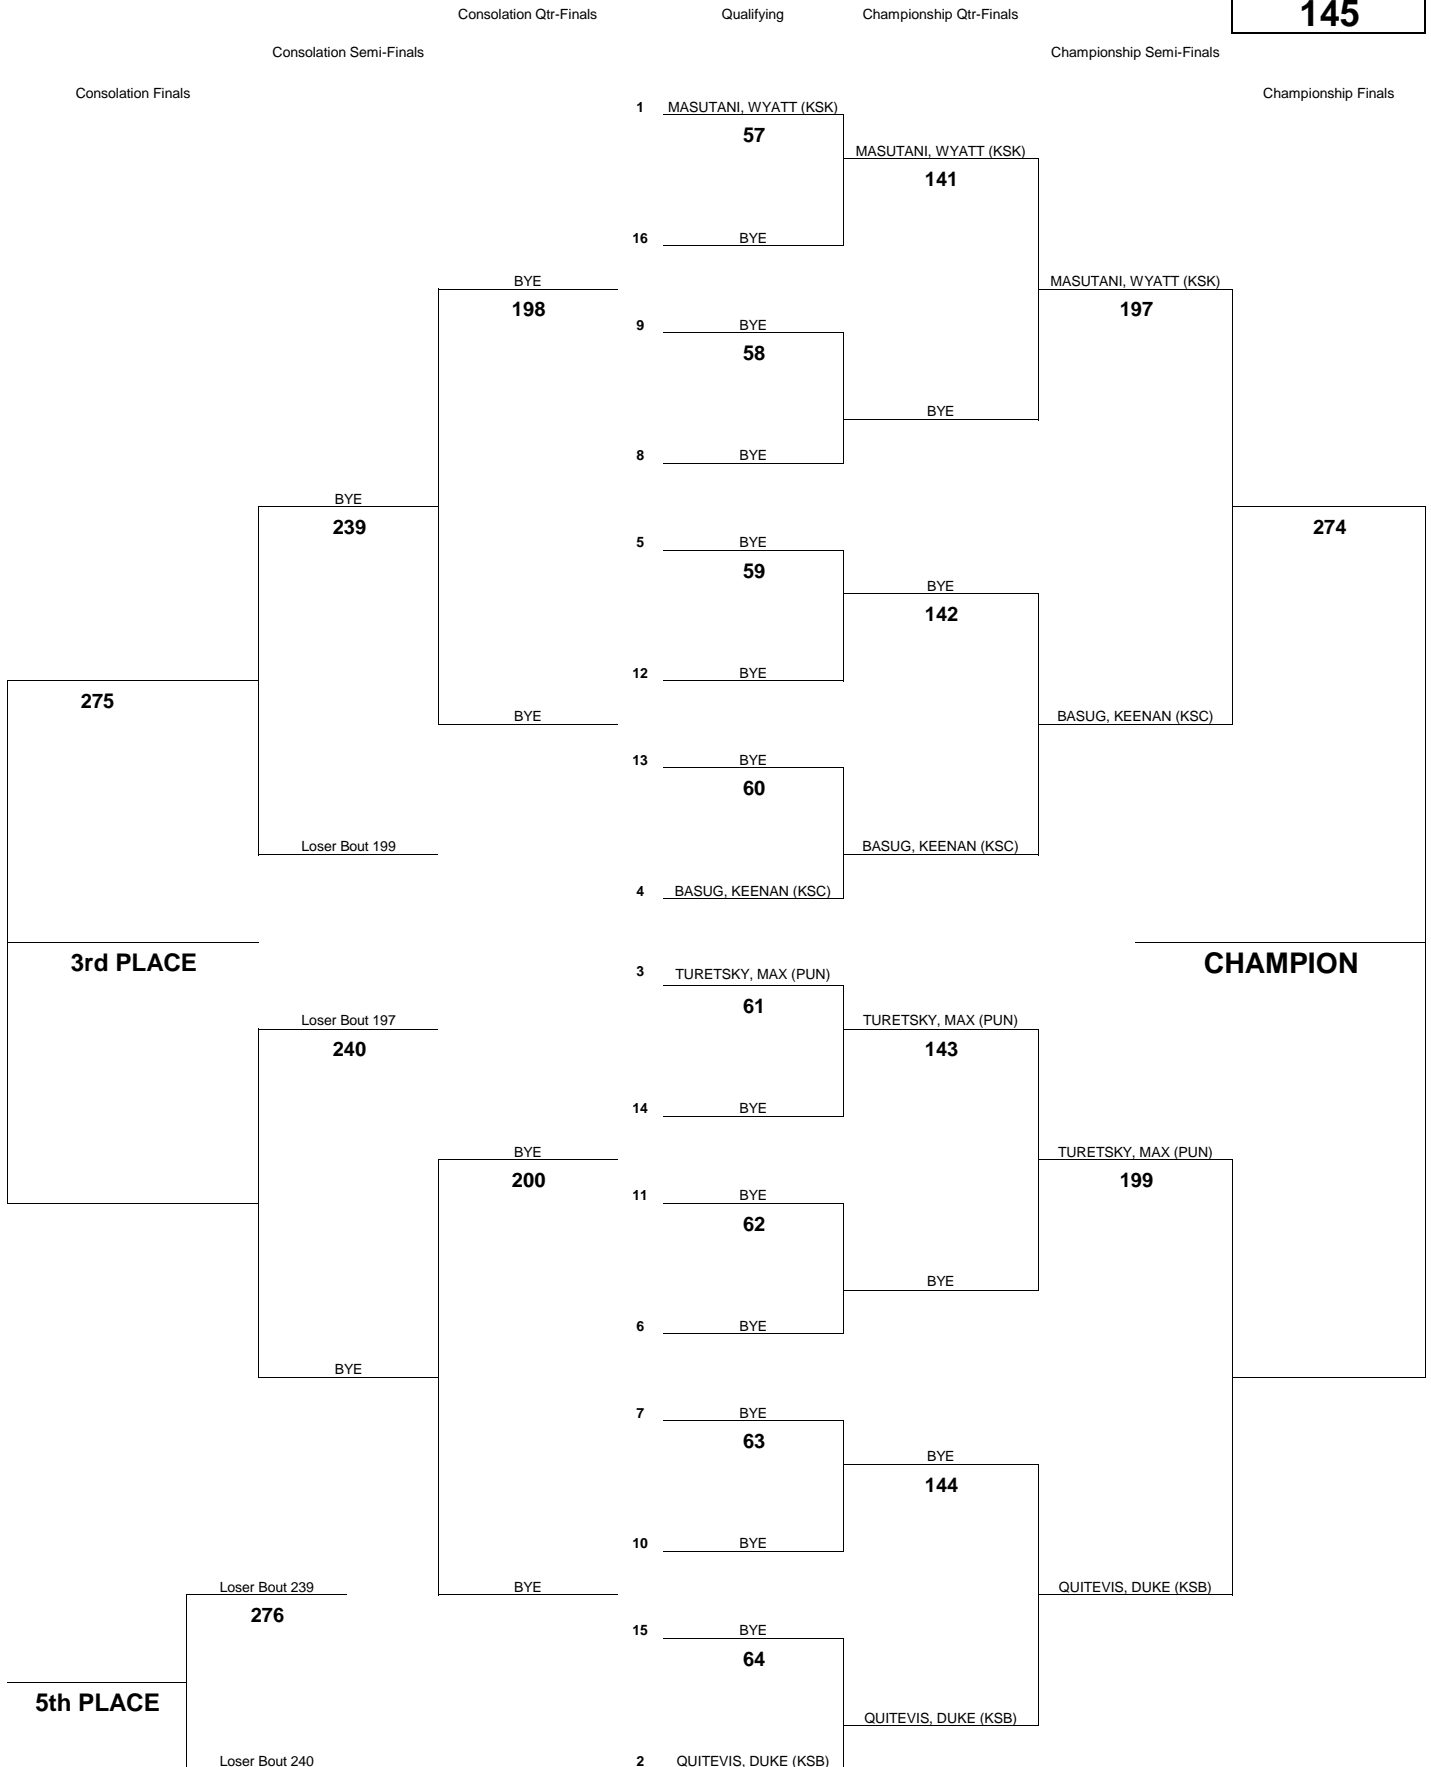 Consolation Qtr-Finals Qualifying Championship Qtr-Finals 145
Consolation Semi-Finals Championship Semi-Finals
Consolation Finals Championship Finals
1 MASUTANI, WYATT (KSK)
57
MASUTANI, WYATT (KSK)
141
16 BYE
BYE MASUTANI, WYATT (KSK)
198 197
9 BYE
58
BYE
8 BYE
BYE
239 274
5 BYE
59
BYE
142
12 BYE
275
BYE BASUG, KEENAN (KSC)
13 BYE
60
Loser Bout 199 BASUG, KEENAN (KSC)
4 BASUG, KEENAN (KSC)
3rd PLACE CHAMPION
3 TURETSKY, MAX (PUN)
61
Loser Bout 197 TURETSKY, MAX (PUN)
240 143
14 BYE
BYE TURETSKY, MAX (PUN)
200 199
11 BYE
62
BYE
6 BYE
BYE
7 BYE
63
BYE
144
10 BYE
Loser Bout 239 BYE QUITEVIS, DUKE (KSB)
276
15 BYE
64
5th PLACE
QUITEVIS, DUKE (KSB)
Loser Bout 240 2 QUITEVIS, DUKE (KSB)